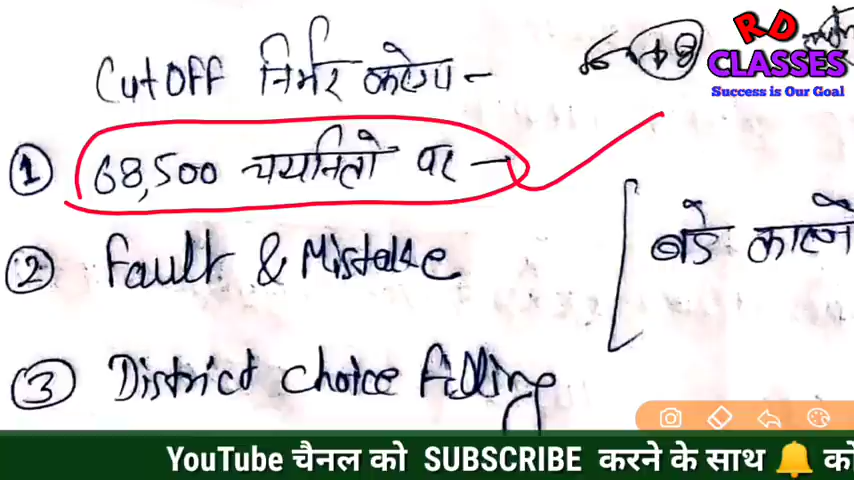 RD
CLASSES
Success is Our Goal
CutOFF निर्भर करेगा -
① 68,500 चयनितो पर -
② Fault & Mistake
③ District choice filling
बडे
YouTube चैनल को SUBSCRIBE करने के साथ 🔔 को